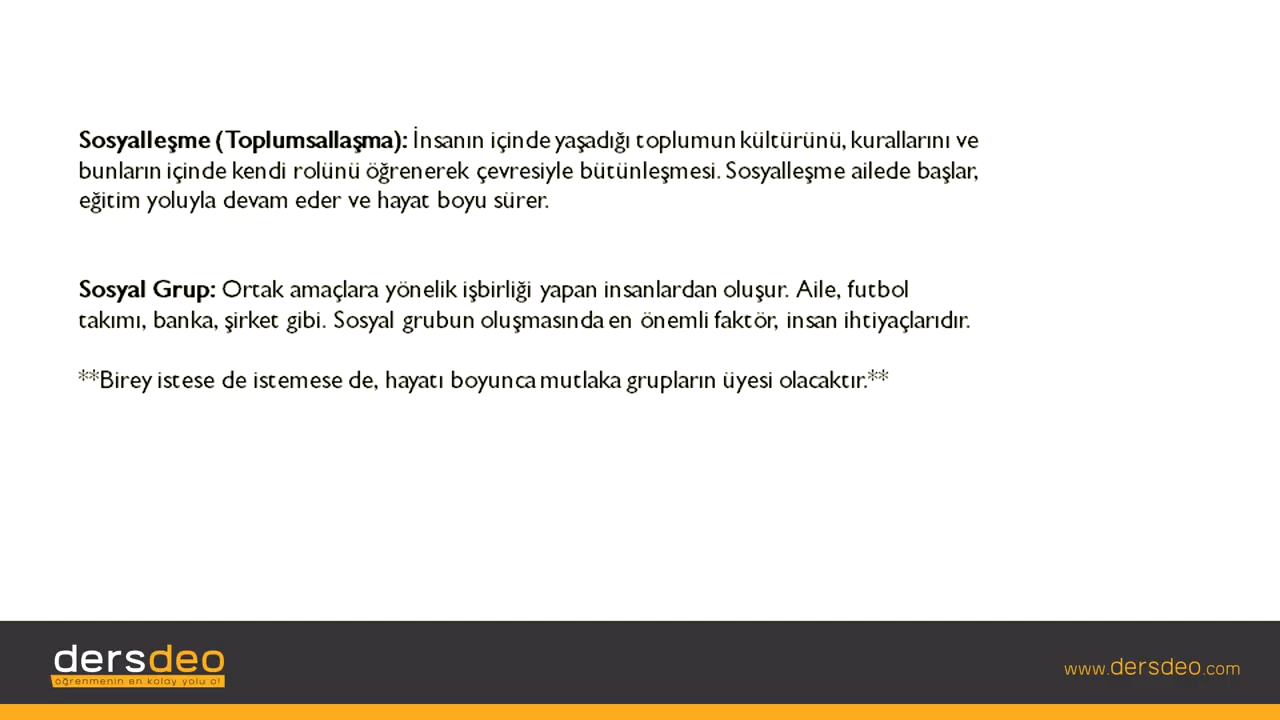 Sosyalleşme (Toplumsallaşma): İnsanın içinde yaşadığı toplumun kültürünü, kurallarını ve
bunların içinde kendi rolünü öğrenerek çevresiyle bütünleşmesi. Sosyalleşme ailede başlar,
eğitim yoluyla devam eder ve hayat boyu sürer.
Sosyal Grup: Ortak amaçlara yönelik işbirliği yapan insanlardan oluşur. Aile, futbol
takımı, banka, şirket gibi. Sosyal grubun oluşmasında en önemli faktör, insan ihtiyaçlarıdır.
**Birey istese de istemese de, hayatı boyunca mutlaka grupların üyesi olacaktır.**
dersdeo
öğrenmenin en kolay yolu o!
www.dersdeo.com